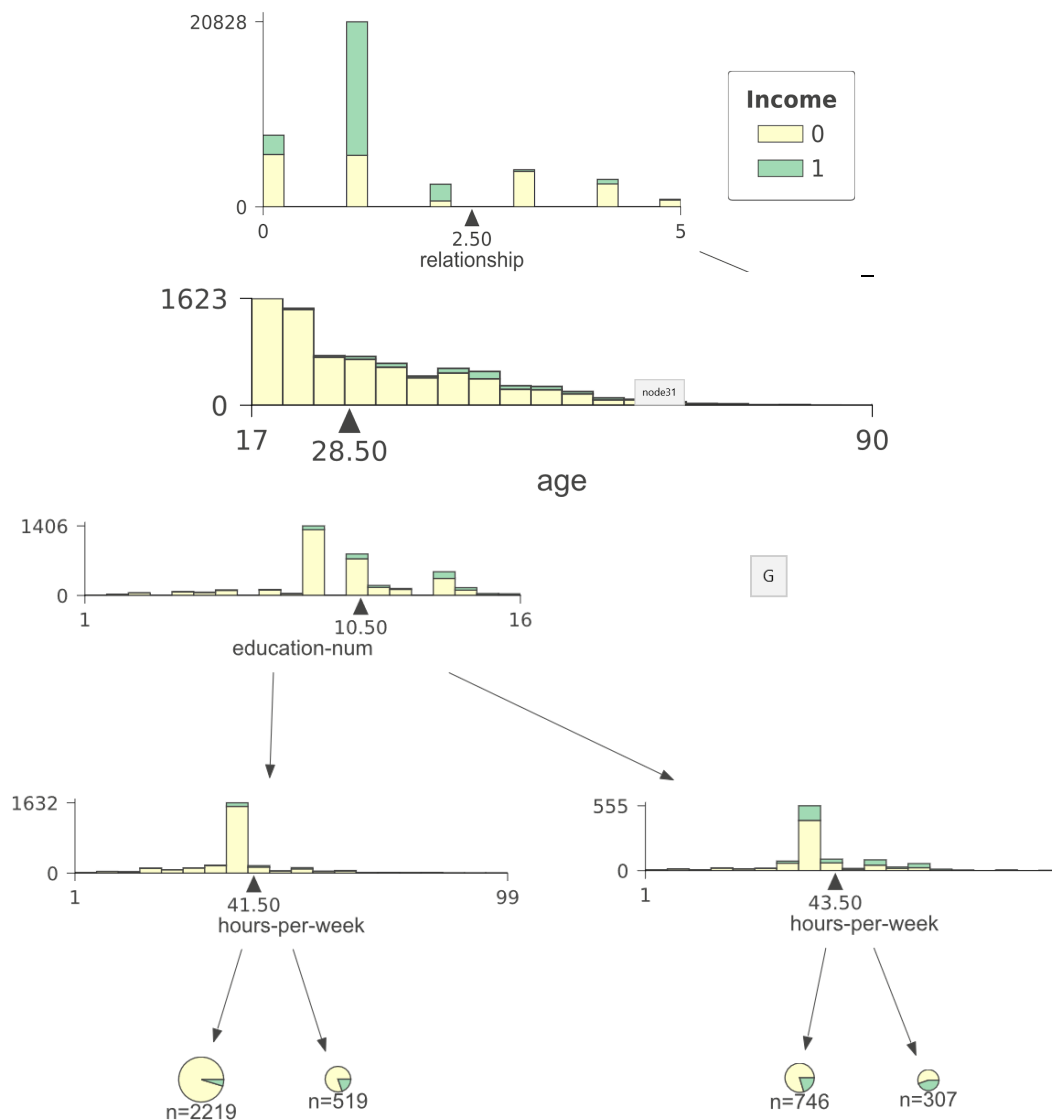 20828
0
0
2.50
5
relationship
Income
0
1
1623
0
17
28.50
90
node31
age
1406
0
1
10.50
16
education-num
G
1632
0
1
41.50
99
hours-per-week
555
0
1
43.50
hours-per-week
n=2219
n=519
n=746
n=307